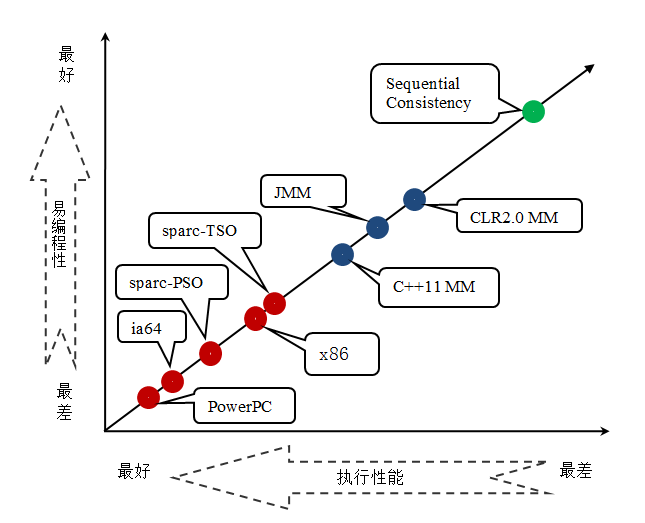 最好
Sequential
Consistency
JMM
CLR2.0 MM
易编程性
sparc-TSO
sparc-PSO
C++11 MM
ia64
x86
最差
PowerPC
最好
执行性能
最差